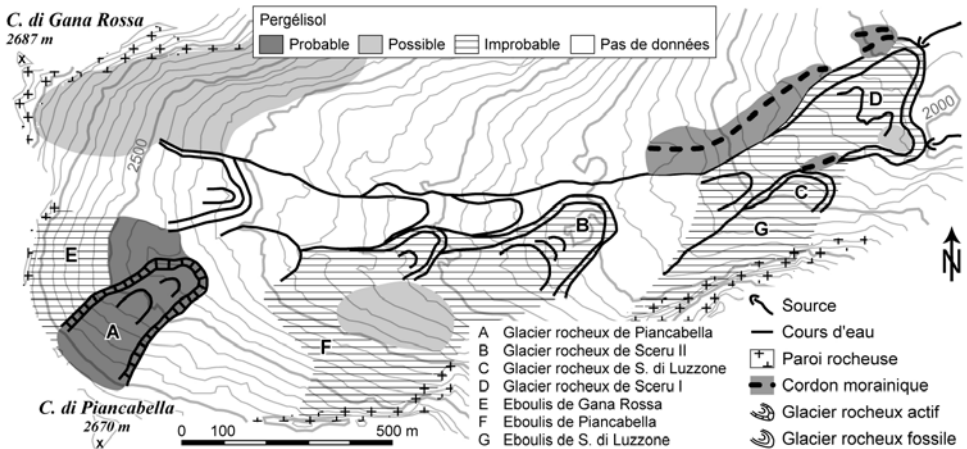 C. di Gana Rossa
2687 m
x
Pergélisol
Probable
Possible
Improbable
Pas de données
2500
2000
D
C
B
G
E
A
F
N
C. di Piancabella
2670 m
x
0 100 500 m
A Glacier rocheux de Piancabella
B Glacier rocheux de Sceru II
C Glacier rocheux de S. di Luzzone
D Glacier rocheux de Sceru I
E Eboulis de Gana Rossa
F Eboulis de Piancabella
G Eboulis de S. di Luzzone
Source
Cours d'eau
Paroi rocheuse
Cordon morainique
Glacier rocheux actif
Glacier rocheux fossile